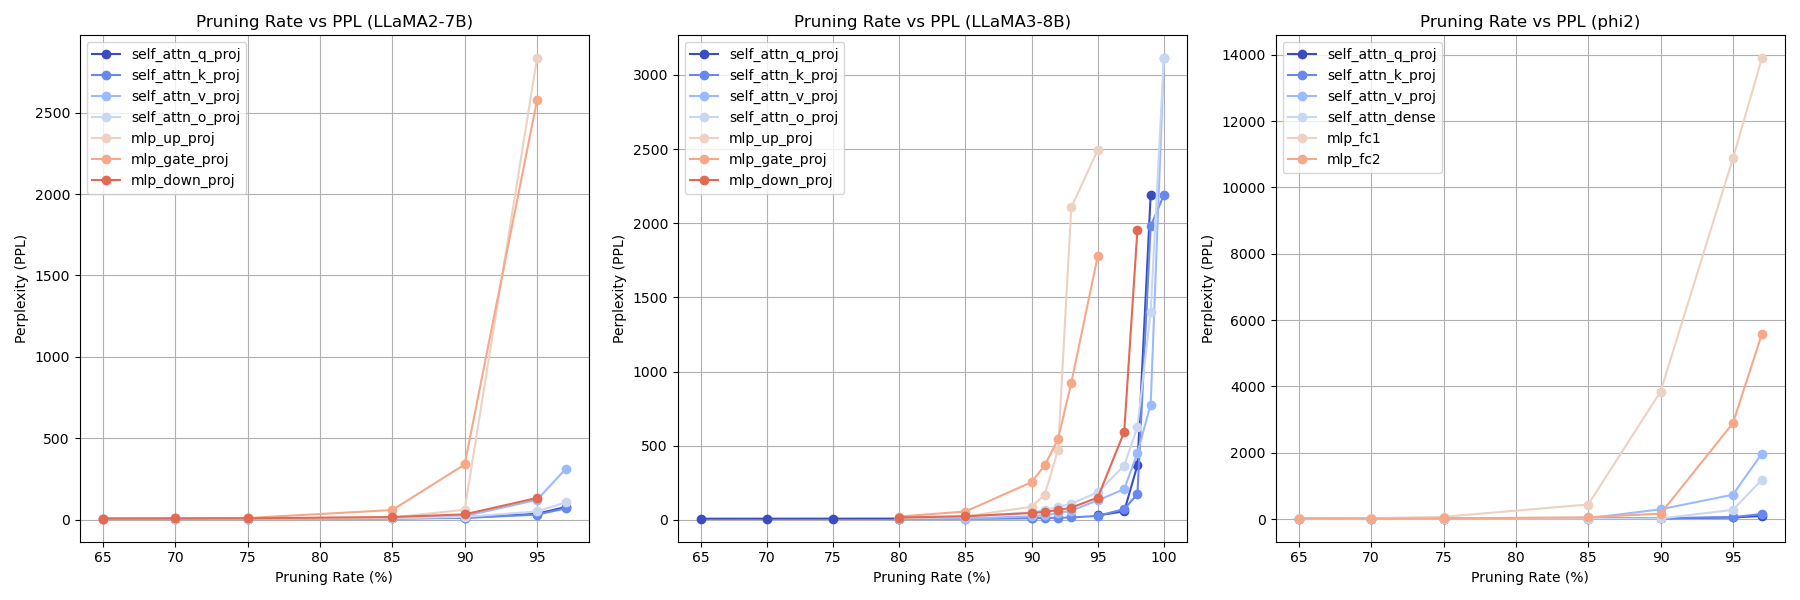 Pruning Rate vs PPL (LLaMA2-7B)
self_attn_q_proj
self_attn_k_proj
self_attn_v_proj
self_attn_o_proj
mlp_up_proj
mlp_gate_proj
mlp_down_proj
Perplexity (PPL)
2500
2000
1500
1000
500
0
65 70 75 80 85 90 95
Pruning Rate (%)
Pruning Rate vs PPL (LLaMA3-8B)
self_attn_q_proj
self_attn_k_proj
self_attn_v_proj
self_attn_o_proj
mlp_up_proj
mlp_gate_proj
mlp_down_proj
Perplexity (PPL)
3000
2500
2000
1500
1000
500
0
65 70 75 80 85 90 95 100
Pruning Rate (%)
Pruning Rate vs PPL (phi2)
self_attn_q_proj
self_attn_k_proj
self_attn_v_proj
self_attn_dense
mlp_fc1
mlp_fc2
Perplexity (PPL)
14000
12000
10000
8000
6000
4000
2000
0
65 70 75 80 85 90 95
Pruning Rate (%)